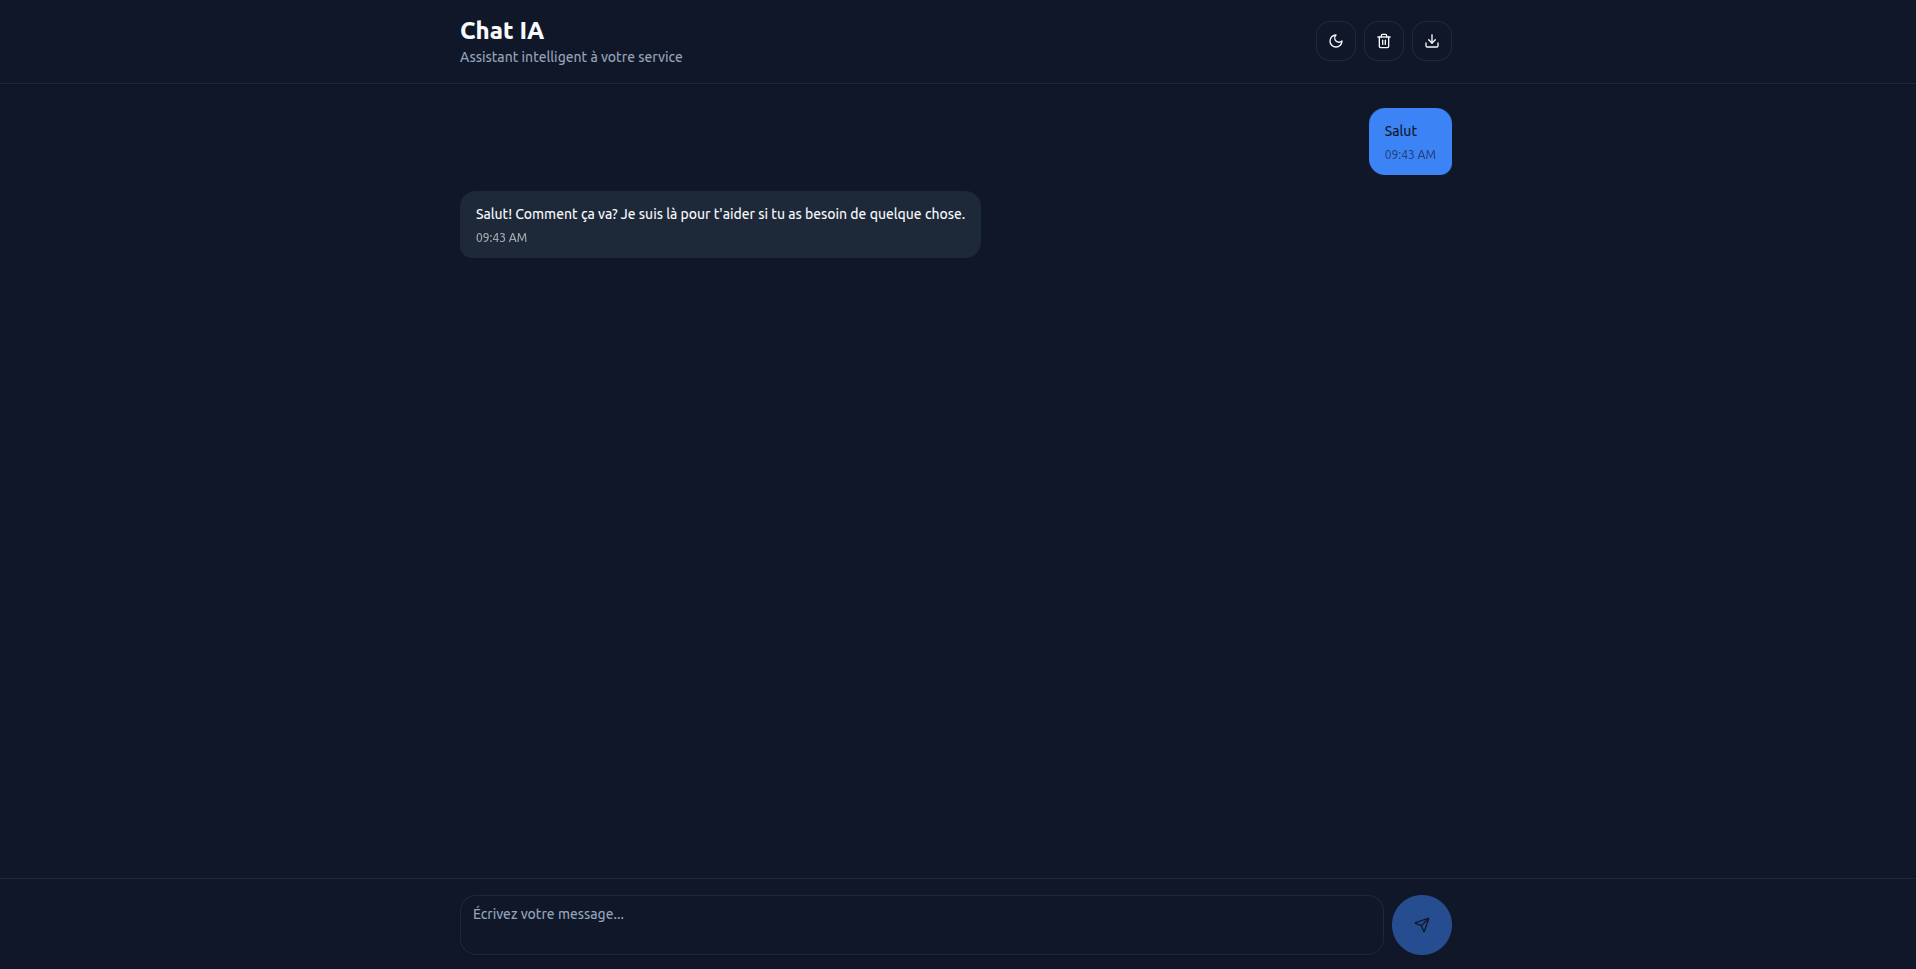 Chat IA
Assistant intelligent à votre service
Salut
09:43 AM
Salut! Comment ça va? Je suis là pour t'aider si tu as besoin de quelque chose.
09:43 AM
Écrivez votre message...